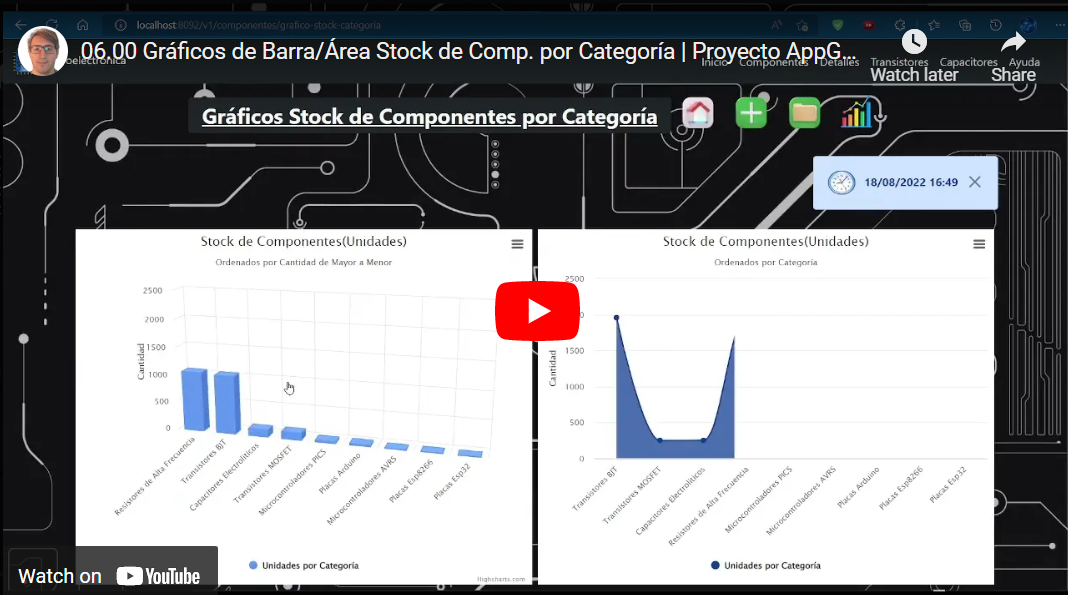 localhost:8092/v1/componentes/grafico-stock-categoria
06.00 Gráficos de Barra/Área Stock de Comp. por Categoría | Proyecto AppG...
Inicio Componentes Detalles Transistores Capacitores Ayuda
Watch later Share
Gráficos Stock de Componentes por Categoría
18/08/2022 16:49
Stock de Componentes(Unidades)
Ordenados por Cantidad de Mayor a Menor
Cantidad
2500
2000
1500
1000
500
0
Resistores de Alta Frecuencia
Transistores BJT
Capacitores Electrolíticos
Transistores MOSFET
Microcontroladores PICS
Placas Arduino
Microcontroladores AVRS
Placas Esp8266
Placas Esp32
Unidades por Categoría
Highcharts.com
Stock de Componentes(Unidades)
Ordenados por Categoría
Cantidad
2500
1500
1000
500
0
Transistores BJT
Transistores MOSFET
Capacitores Electrolíticos
Resistores de Alta Frecuencia
Microcontroladores PICS
Microcontroladores AVRS
Placas Arduino
Placas Esp8266
Placas Esp32
Unidades por Categoría
Watch on YouTube